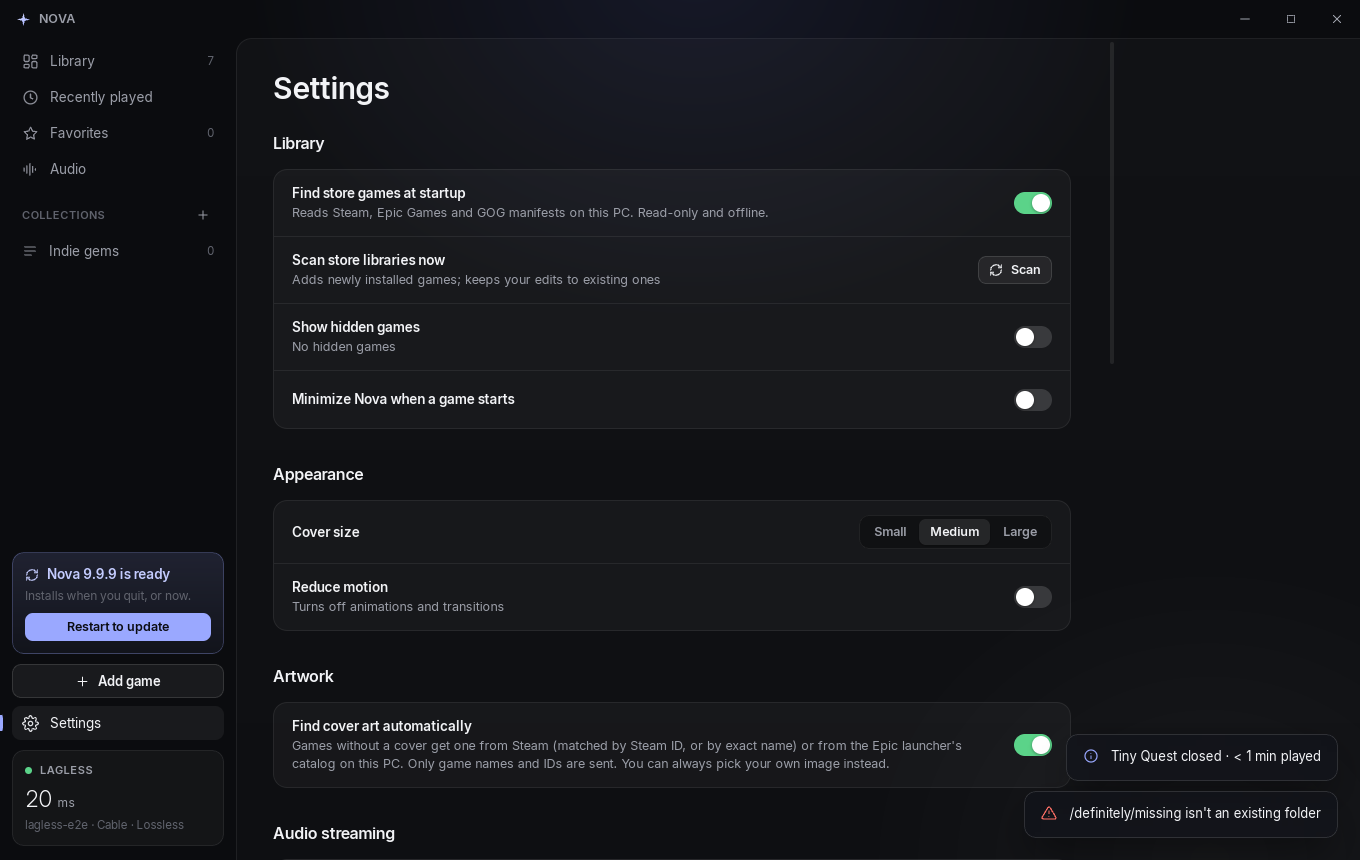 NOVA
Library 7
Recently played
Favorites 0
Audio
COLLECTIONS
Indie gems 0
Nova 9.9.9 is ready
Installs when you quit, or now.
Restart to update
Add game
Settings
LAGLESS
20 ms
lagless-e2e · Cable · Lossless
Settings
Library
Find store games at startup
Reads Steam, Epic Games and GOG manifests on this PC. Read-only and offline.
Scan store libraries now
Adds newly installed games; keeps your edits to existing ones
Scan
Show hidden games
No hidden games
Minimize Nova when a game starts
Appearance
Cover size
Small Medium Large
Reduce motion
Turns off animations and transitions
Artwork
Find cover art automatically
Games without a cover get one from Steam (matched by Steam ID, or by exact name) or from the Epic launcher's
catalog on this PC. Only game names and IDs are sent. You can always pick your own image instead.
Audio streaming
Tiny Quest closed · < 1 min played
/definitely/missing isn't an existing folder